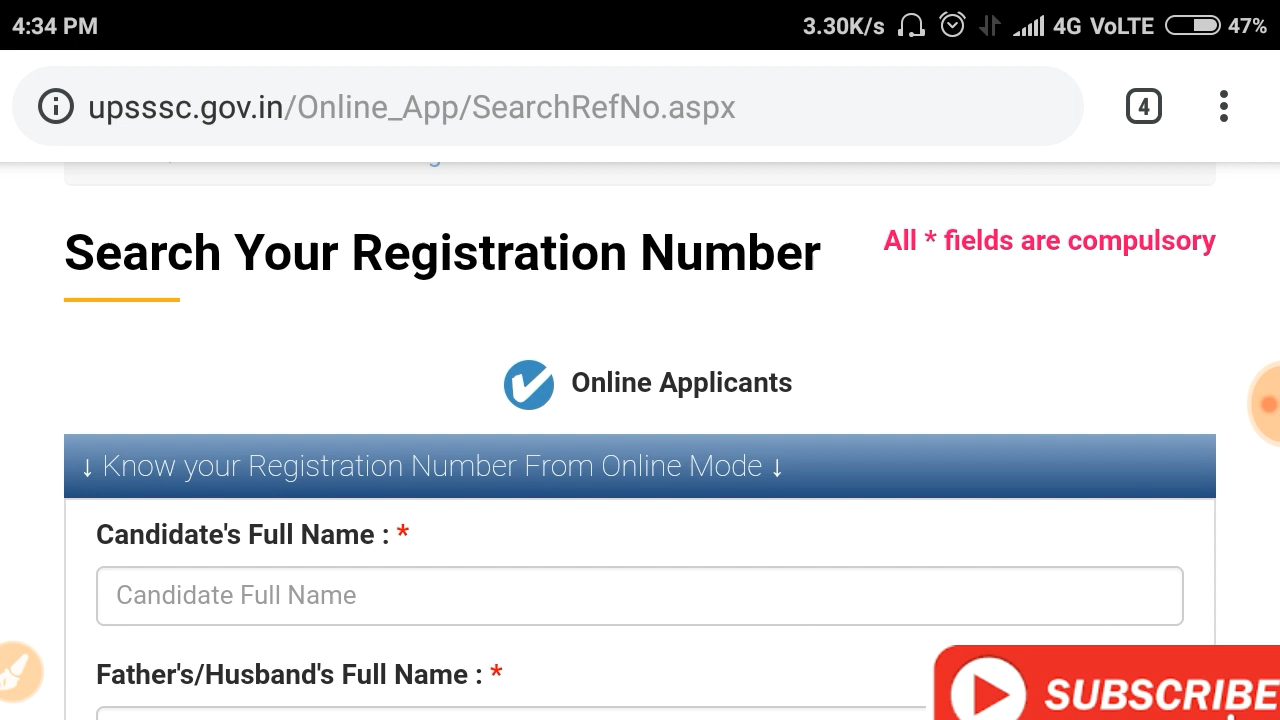 4:34 PM 3.30K/s 4G VoLTE 47%
upsssc.gov.in/Online_App/SearchRefNo.aspx 4
Search Your Registration Number
All * fields are compulsory
Online Applicants
↓ Know your Registration Number From Online Mode ↓
Candidate's Full Name : *
Candidate Full Name
Father's/Husband's Full Name : *
SUBSCRIBE